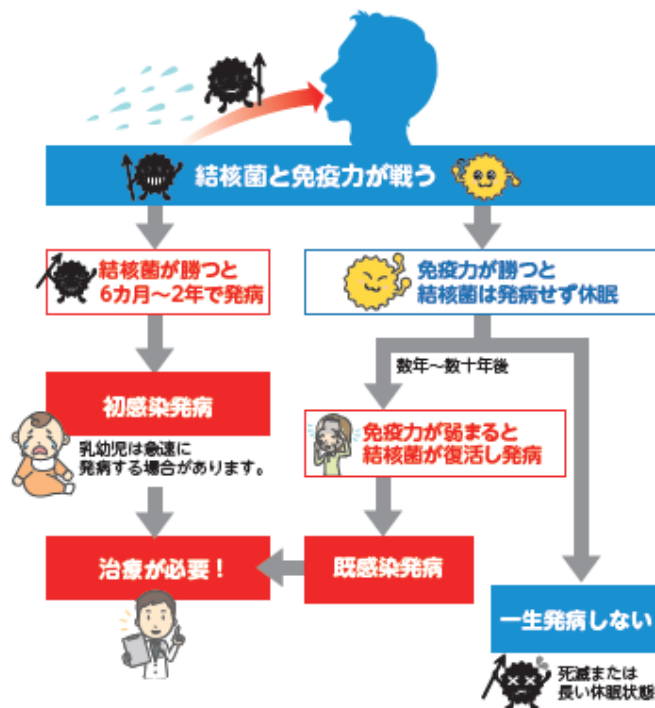 結核菌と免疫力が戦う
結核菌が勝つと
6カ月～2年で発病
免疫力が勝つと
結核菌は発病せず休眠
数年～数十年後
初感染発病
乳幼児は急速に
発病する場合があります。
免疫力が弱まると
結核菌が復活し発病
治療が必要！
既感染発病
一生発病しない
死滅または
長い休眠状態